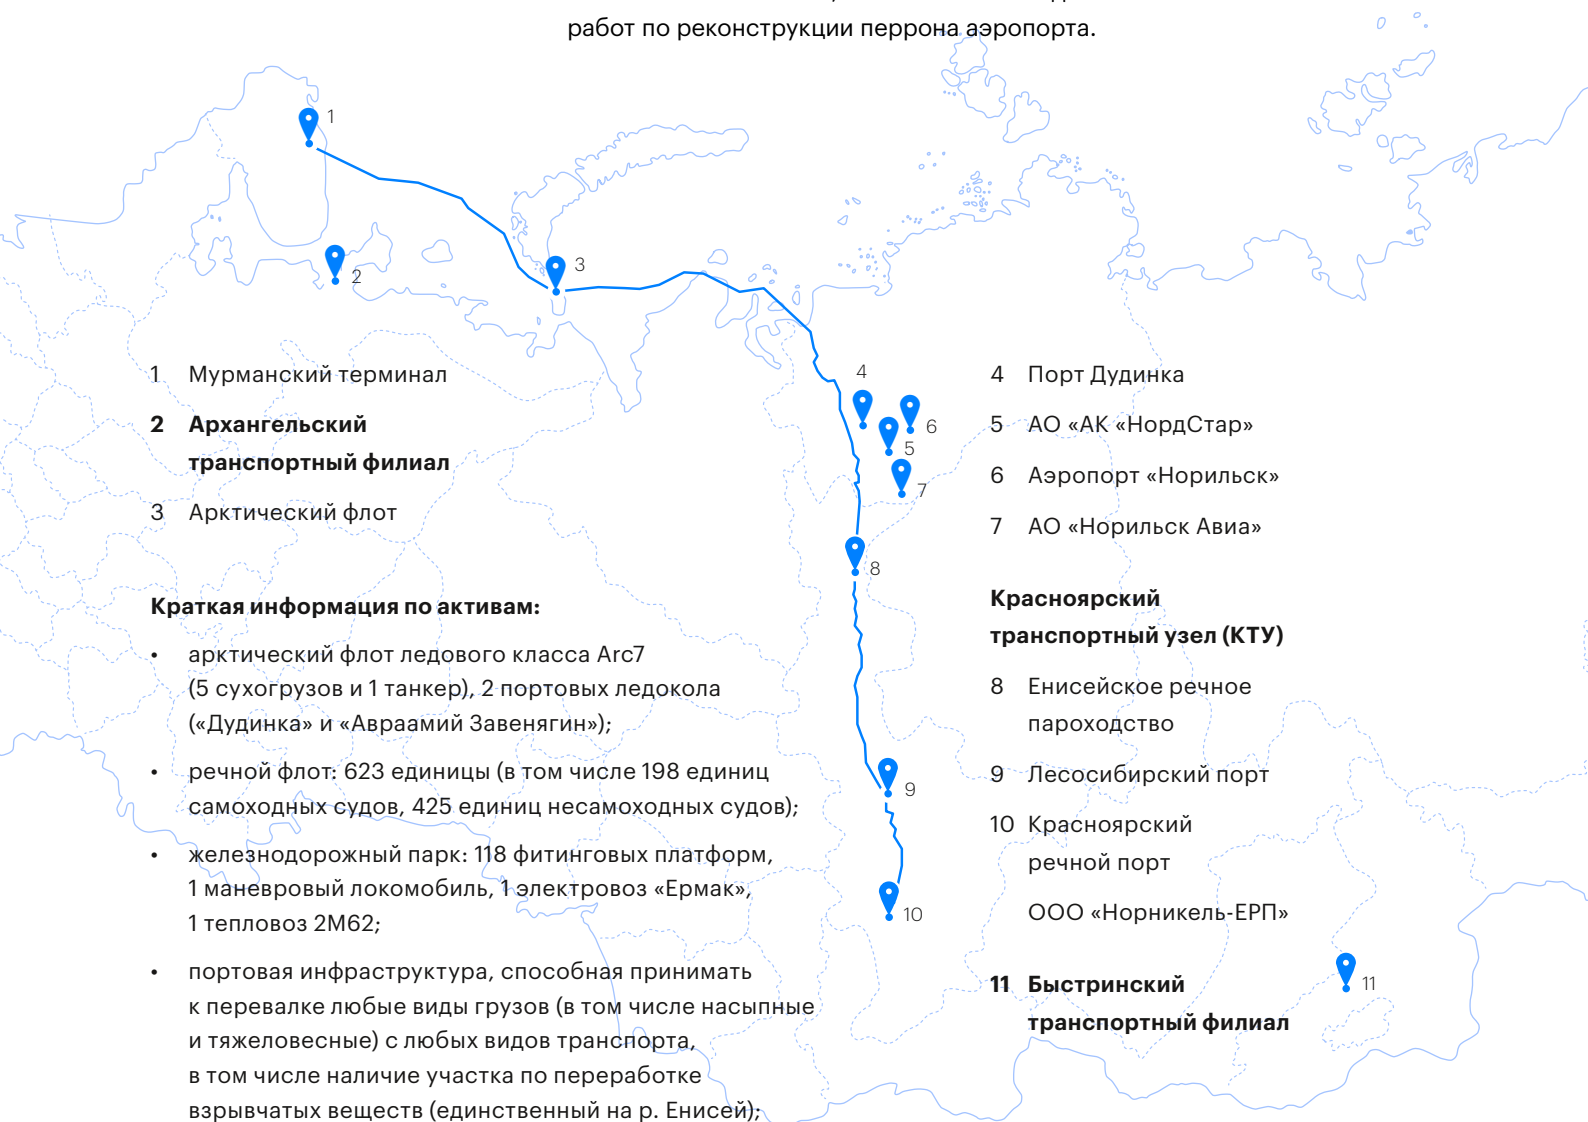 работ по реконструкции перрона аэропорта.
1
2
3
4
6
5
7
8
9
10
11
1 Мурманский терминал
2 Архангельский
транспортный филиал
3 Арктический флот
Краткая информация по активам:
• арктический флот ледового класса Arc7
(5 сухогрузов и 1 танкер), 2 портовых ледокола
(«Дудинка» и «Авраамий Завенягин»);
• речной флот: 623 единицы (в том числе 198 единиц
самоходных судов, 425 единиц несамоходных судов);
• железнодорожный парк: 118 фитинговых платформ,
1 маневровый локомобиль, 1 электровоз «Ермак»,
1 тепловоз 2М62;
• портовая инфраструктура, способная принимать
к перевалке любые виды грузов (в том числе насыпные
и тяжеловесные) с любых видов транспорта,
в том числе наличие участка по переработке
взрывчатых веществ (единственный на р. Енисей);
4 Порт Дудинка
5 АО «АК «НордСтар»
6 Аэропорт «Норильск»
7 АО «Норильск Авиа»
Красноярский
транспортный узел (КТУ)
8 Енисейское речное
пароходство
9 Лесосибирский порт
10 Красноярский
речной порт
ООО «Норникель-ЕРП»
11 Быстринский
транспортный филиал